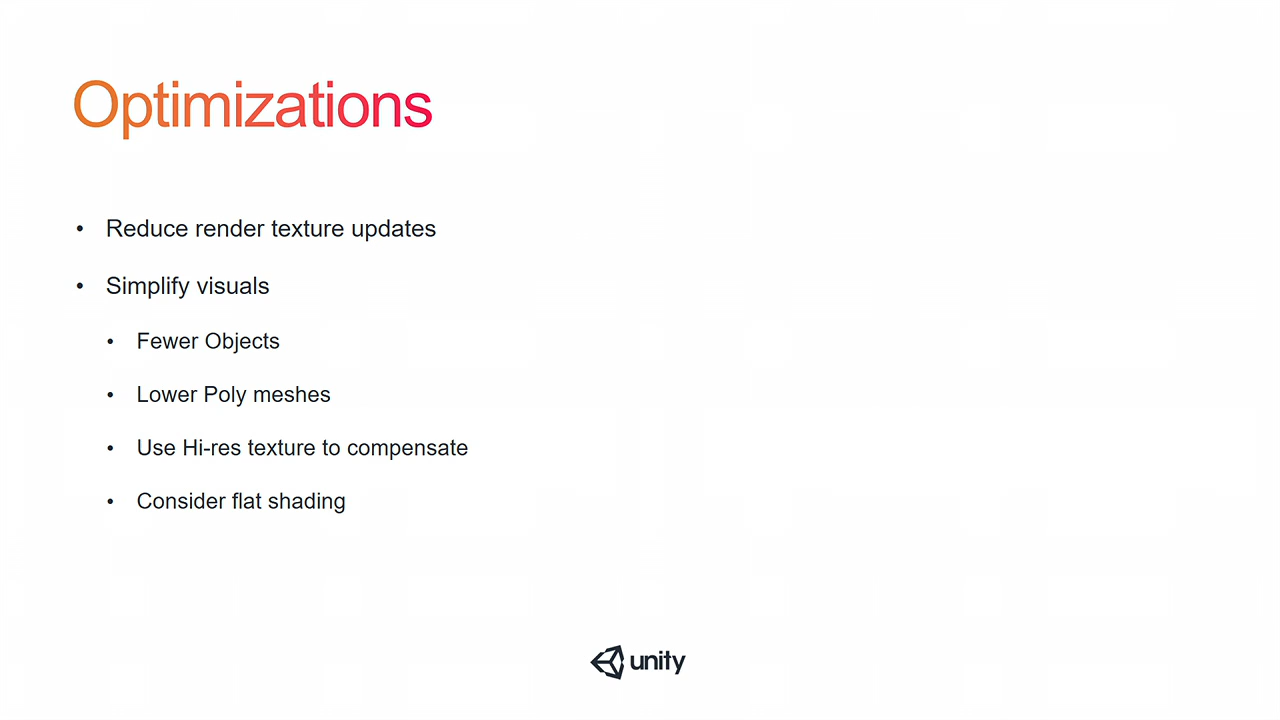 Optimizations
• Reduce render texture updates
• Simplify visuals
• Fewer Objects
• Lower Poly meshes
• Use Hi-res texture to compensate
• Consider flat shading
unity